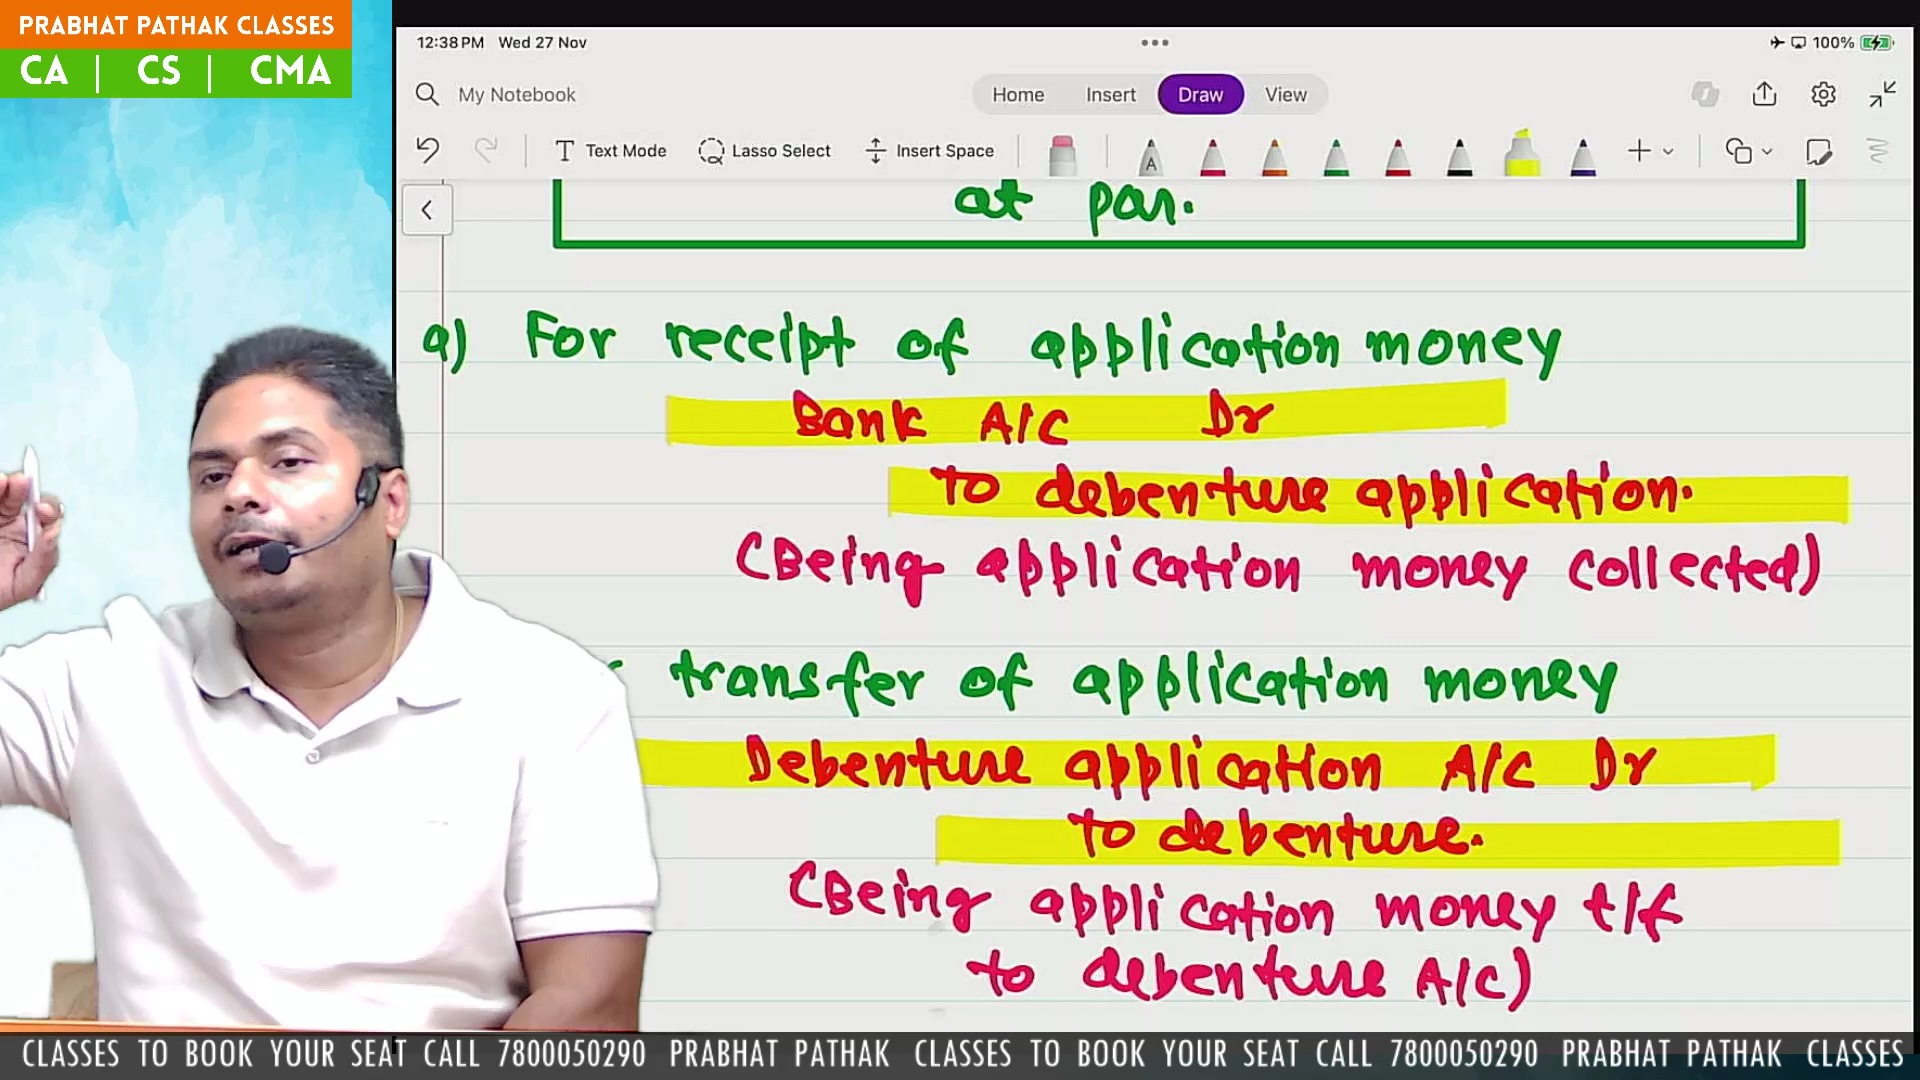 PRABHAT PATHAK CLASSES
CA | CS | CMA
12:38 PM Wed 27 Nov
100%
My Notebook
Home Insert Draw View
Text Mode Lasso Select Insert Space
A
at par.
a) For receipt of application money
Bank A/C Dr
To debenture application.
(Being application money collected)
transfer of application money
Debenture application A/C Dr
To debenture.
(Being application money t/f
to debenture A/C)
CLASSES TO BOOK YOUR SEAT CALL 7800050290 PRABHAT PATHAK CLASSES TO BOOK YOUR SEAT CALL 7800050290 PRABHAT PATHAK CLASSES